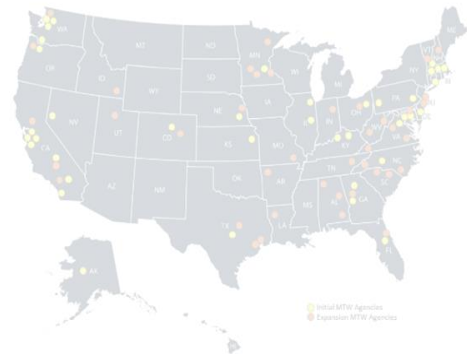 WA
MT
ND
MN
ME
VT
OR
ID
SD
WI
MI
NY
WY
IA
PA
NE
OH
NV
UT
CO
IL
IN
CA
KS
MO
KY
VA
NC
TN
OK
AR
SC
AZ
NM
MS
AL
GA
TX
LA
FL
AK
Initial MTW Agencies
Expansion MTW Agencies